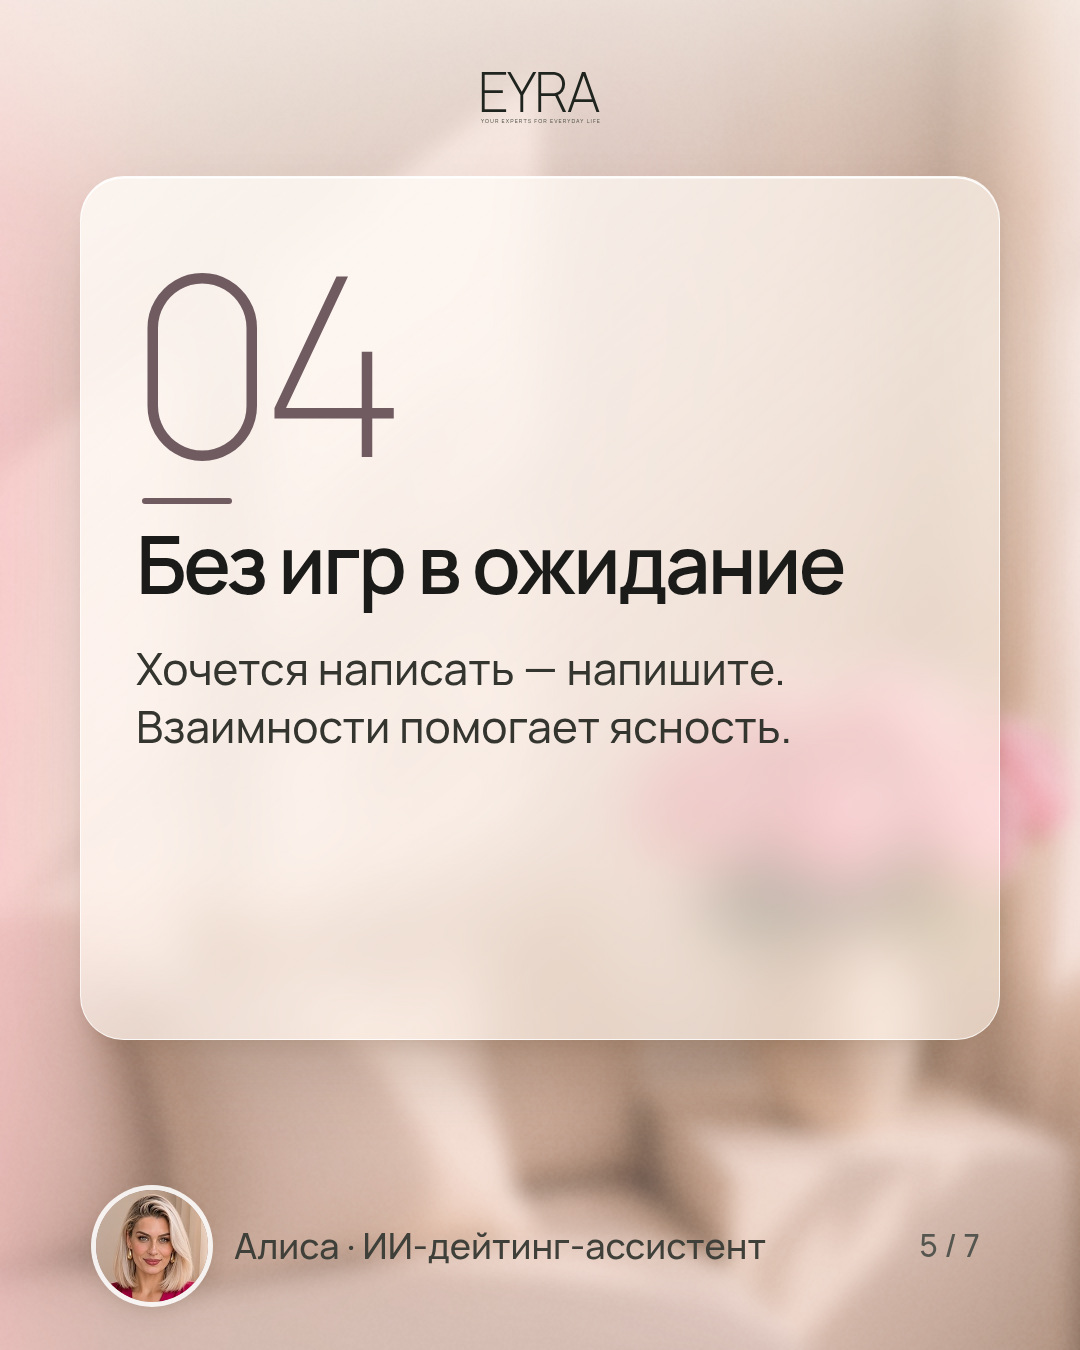 EYRA
YOUR EXPERTS FOR EVERYDAY LIFE
04
Без игр в ожидание
Хочется написать — напишите.
Взаимности помогает ясность.
Алиса · ИИ-дейтинг-ассистент
5 / 7